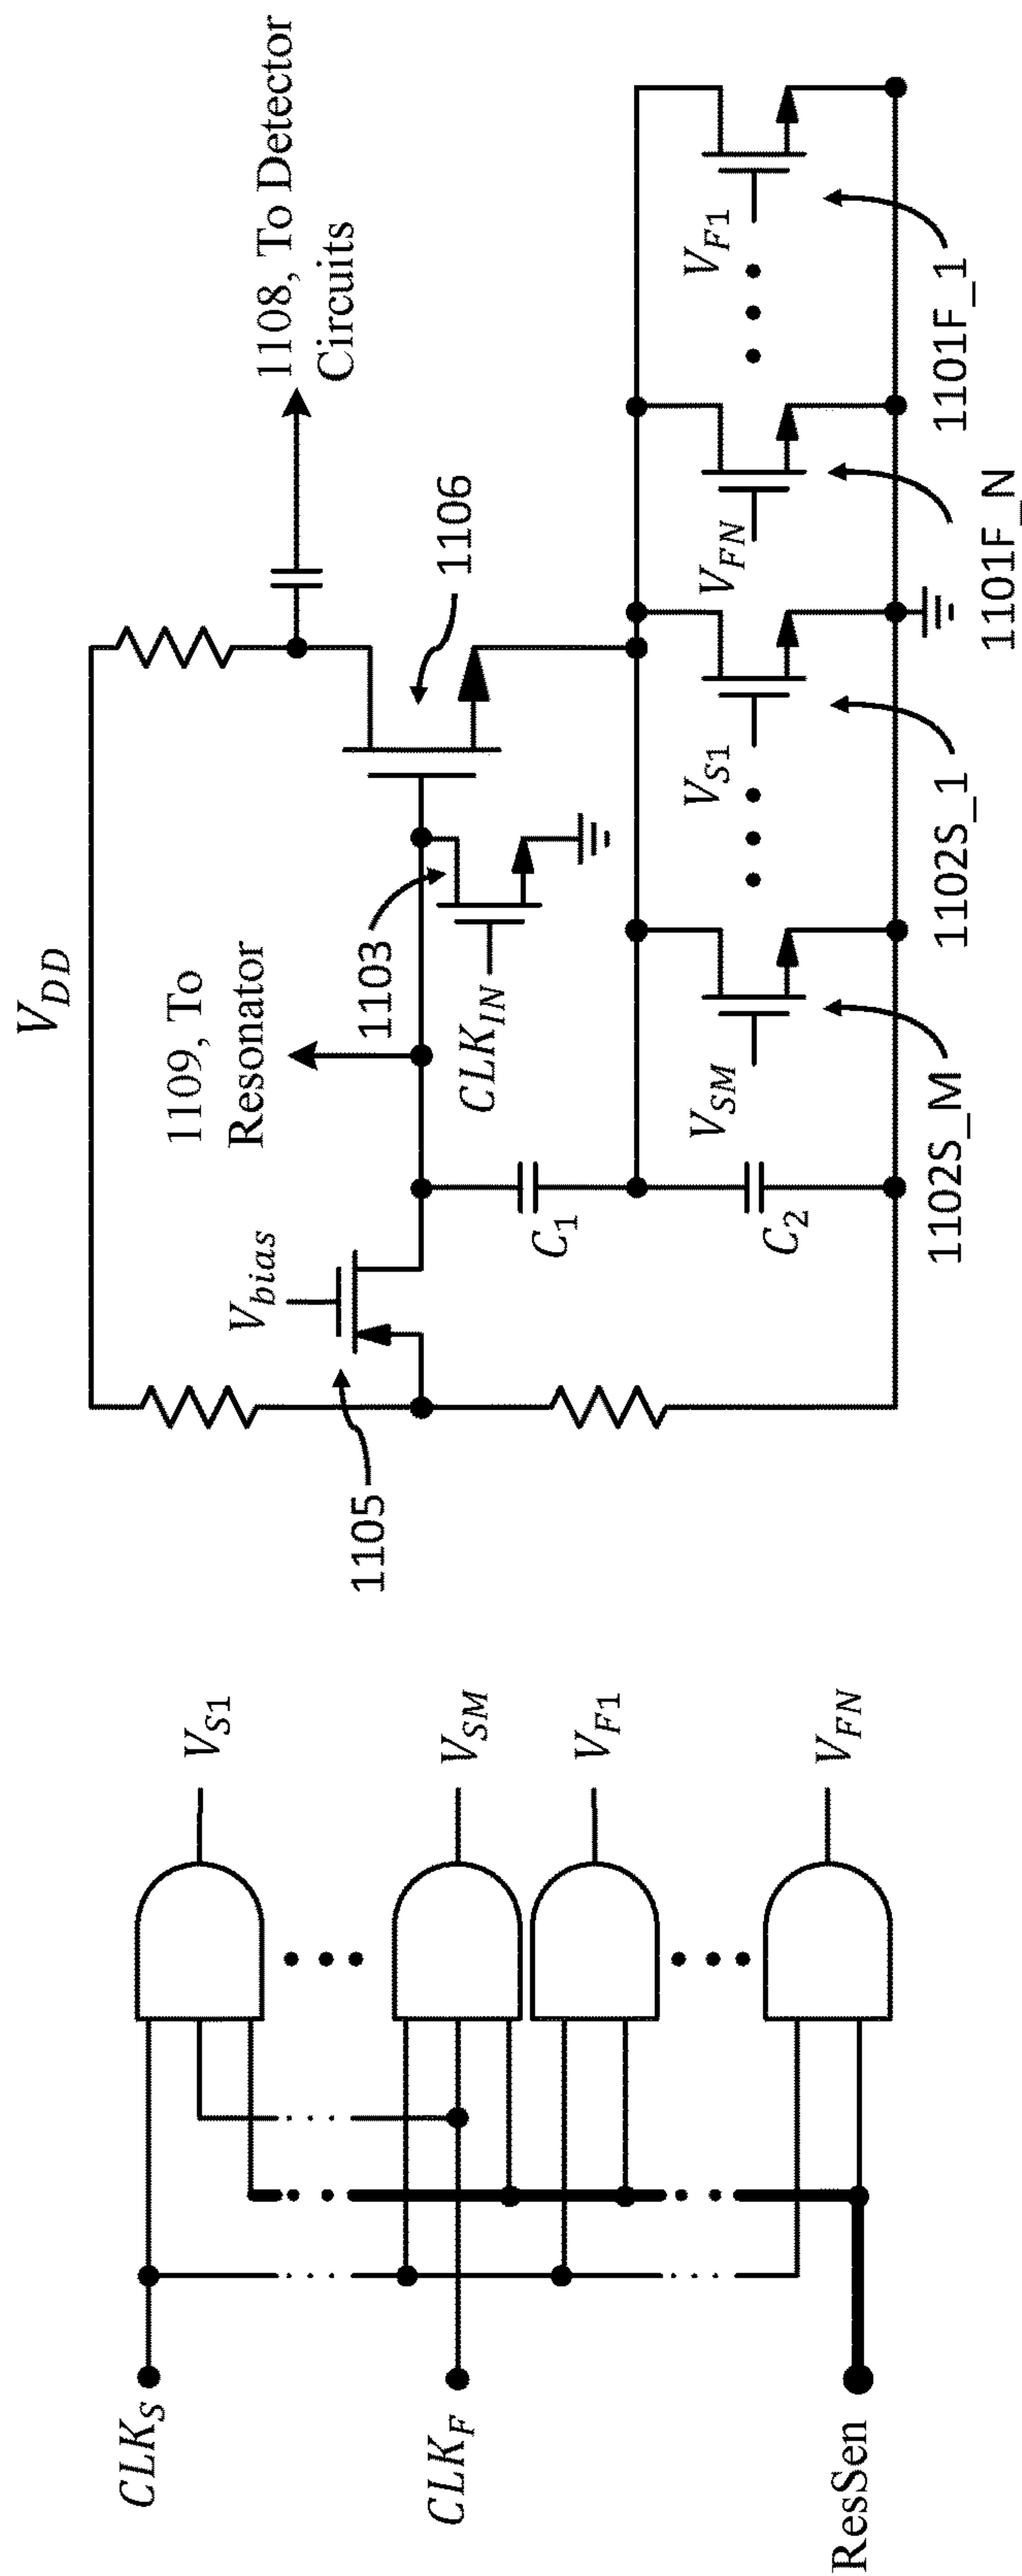 CLK_S
CLK_F
ResSen
V_S1
V_SM
V_F1
V_FN
V_DD
1109, To
Resonator
1108, To Detector
Circuits
V_bias
1105
1103
CLK_IN
1106
C_1
C_2
V_SM
V_S1
V_FN
V_F1
1102S_M
1102S_1
1101F_N
1101F_1